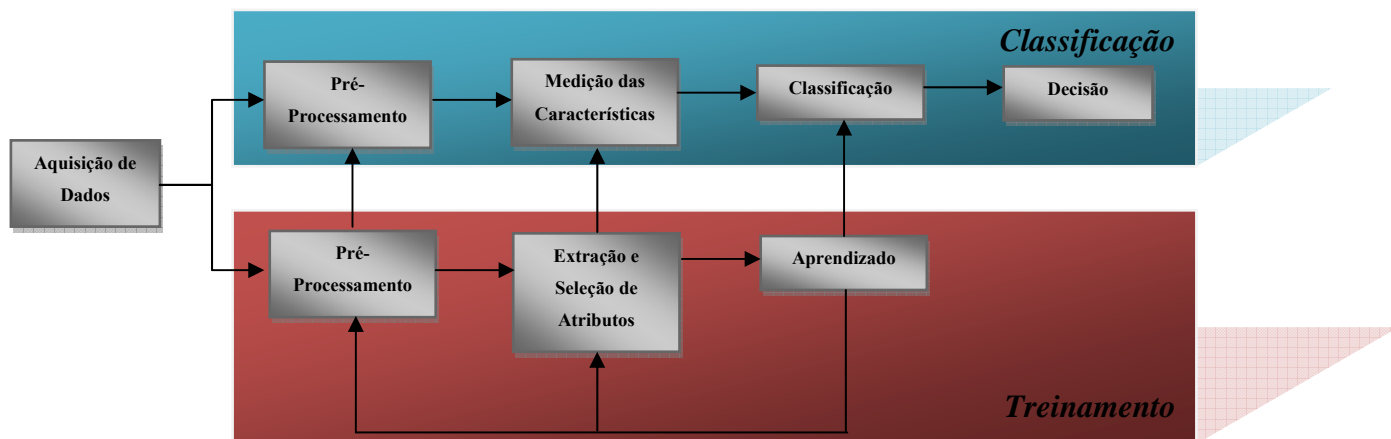 Classificação
Pré-
Processamento
Medição das
Características
Classificação
Decisão
Aquisição de
Dados
Pré-
Processamento
Extração e
Seleção de
Atributos
Aprendizado
Treinamento